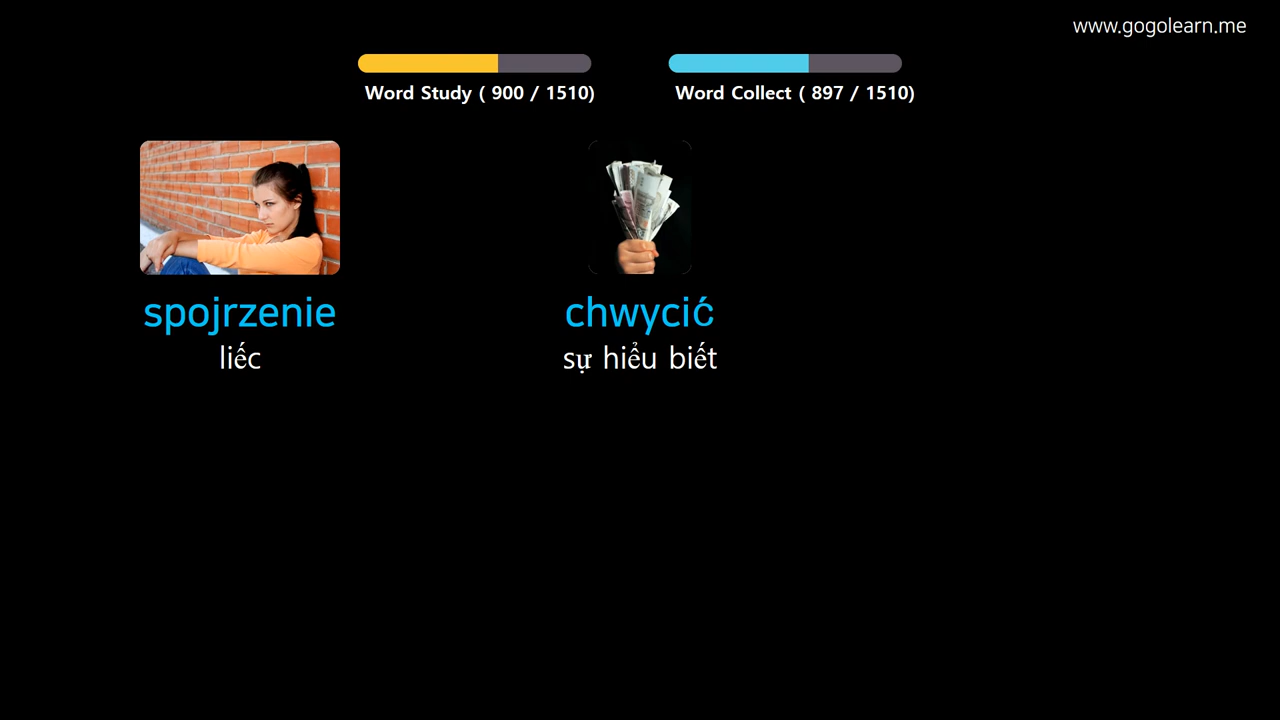 www.gogolearn.me
Word Study ( 900 / 1510)
Word Collect ( 897 / 1510)
spojrzenie
liếc
chwycić
sự hiểu biết